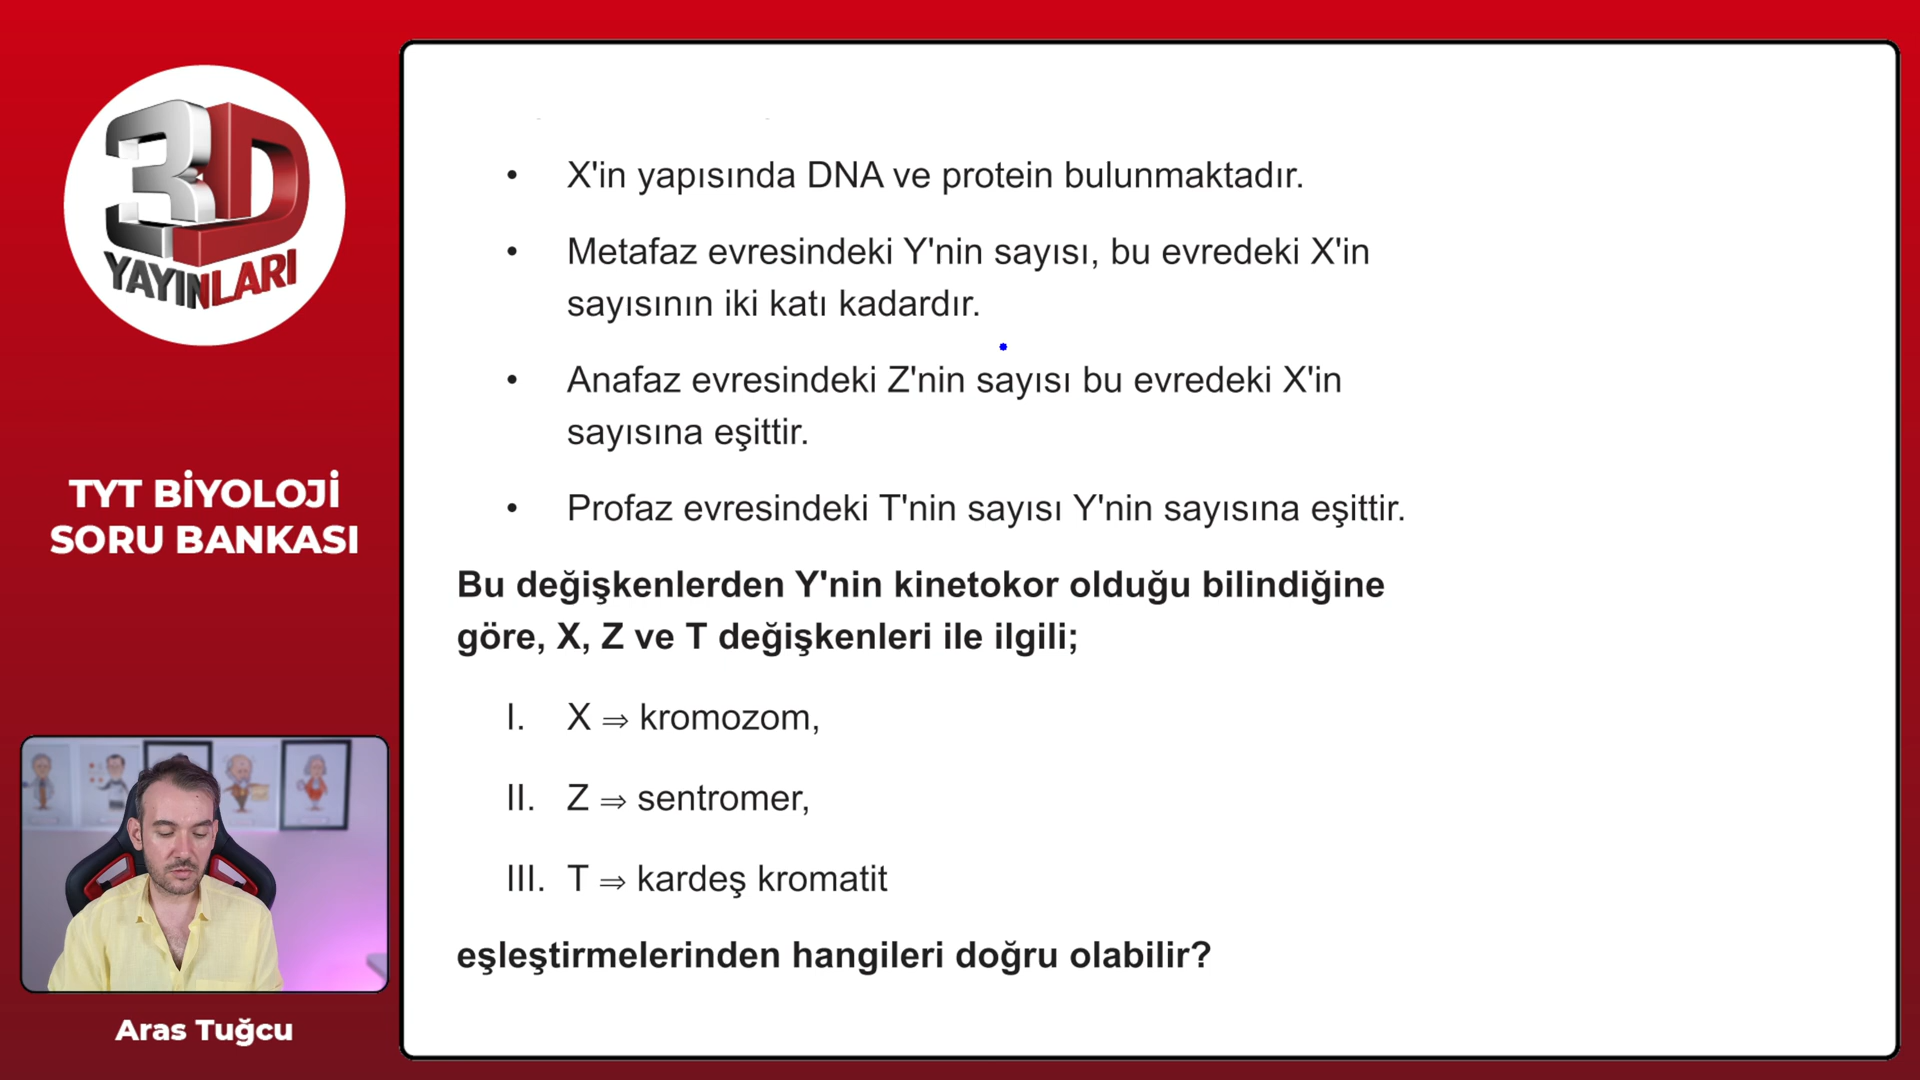 3D
YAYINLARI
TYT BİYOLOJİ
SORU BANKASI
Aras Tuğcu
• X'in yapısında DNA ve protein bulunmaktadır.
• Metafaz evresindeki Y'nin sayısı, bu evredeki X'in
sayısının iki katı kadardır.
• Anafaz evresindeki Z'nin sayısı bu evredeki X'in
sayısına eşittir.
• Profaz evresindeki T'nin sayısı Y'nin sayısına eşittir.
Bu değişkenlerden Y'nin kinetokor olduğu bilindiğine
göre, X, Z ve T değişkenleri ile ilgili;
I. X ⇒ kromozom,
II. Z ⇒ sentromer,
III. T ⇒ kardeş kromatit
eşleştirmelerinden hangileri doğru olabilir?